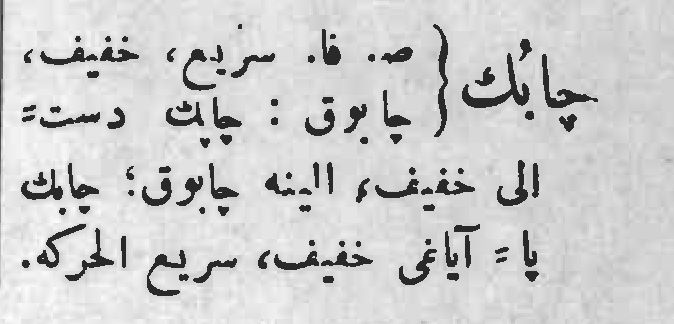 چابُك { ص. فا. سريع، خفيف،
چابوق : چابك دست=
الى خفيف، الينه چابوق؛ چابك
پا= آياغى خفيف، سريع الحركه.